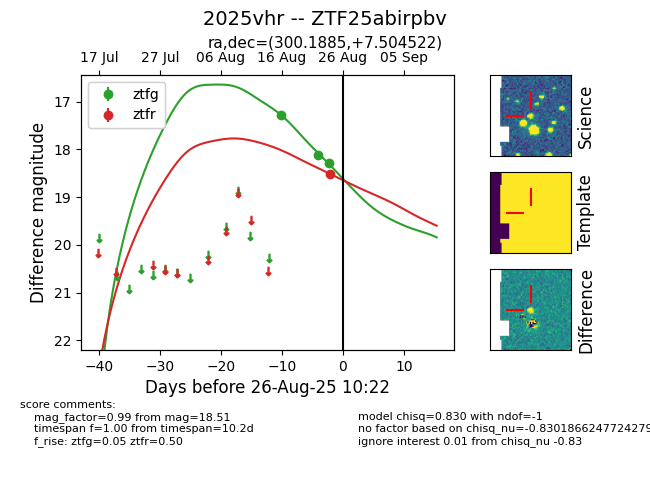 2025vhr -- ZTF25abirpbv
ra,dec=(300.1885,+7.504522)
17 Jul 27 Jul 06 Aug 16 Aug 26 Aug 05 Sep
ztfg
ztfr
17
18
19
20
21
22
Difference magnitude
−40 −30 −20 −10 0 10
Days before 26-Aug-25 10:22
Science
Template
Difference
score comments:
mag_factor=0.99 from mag=18.51
timespan f=1.00 from timespan=10.2d
f_rise: ztfg=0.05 ztfr=0.50
model chisq=0.830 with ndof=-1
no factor based on chisq_nu=-0.8301866247724279
ignore interest 0.01 from chisq_nu -0.83